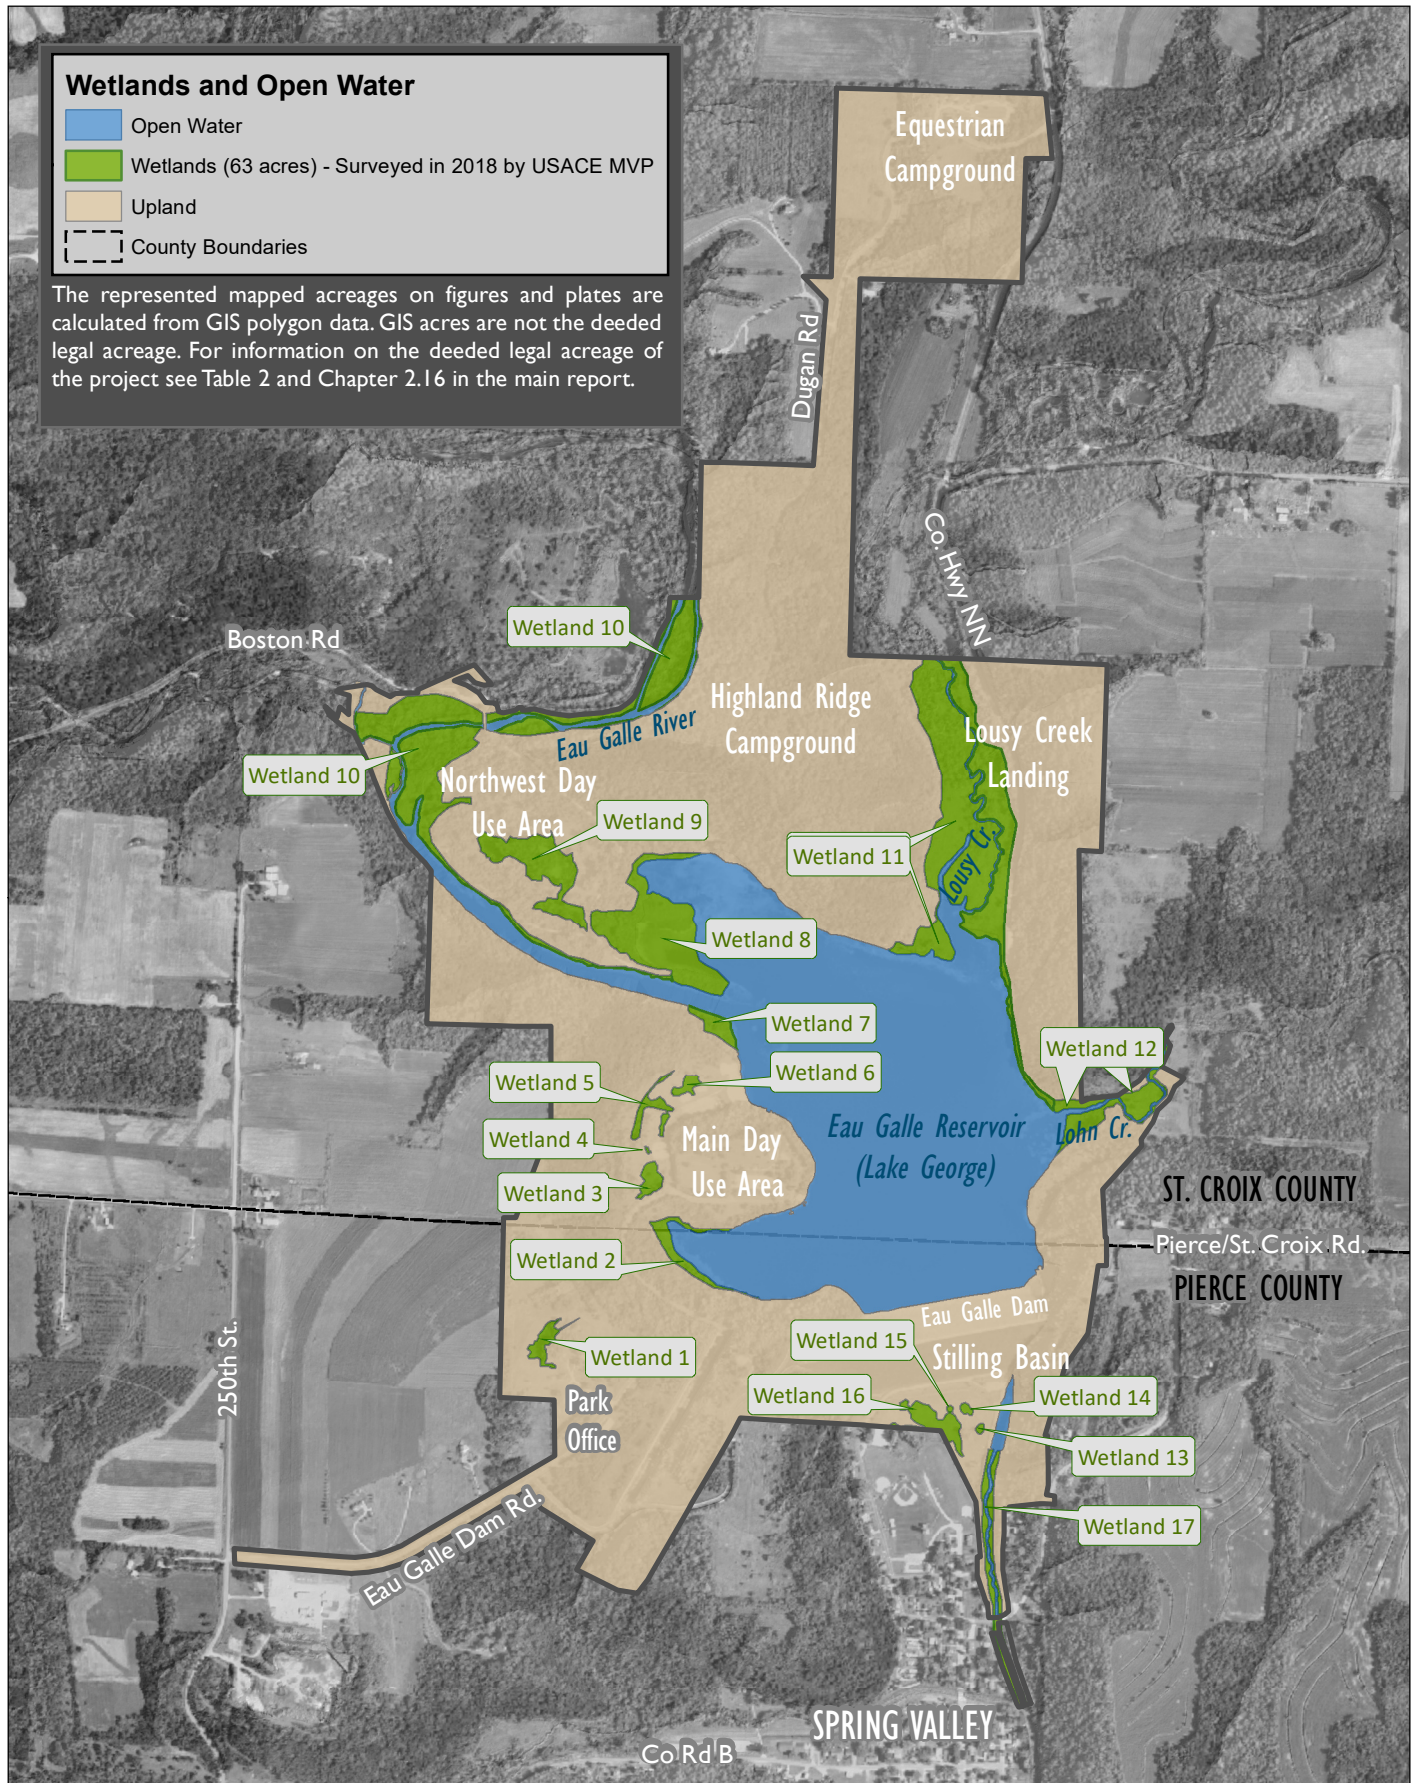 Wetlands and Open Water
Open Water
Wetlands (63 acres) - Surveyed in 2018 by USACE MVP
Upland
County Boundaries
The represented mapped acreages on figures and plates are
calculated from GIS polygon data. GIS acres are not the deeded
legal acreage. For information on the deeded legal acreage of
the project see Table 2 and Chapter 2.16 in the main report.
Equestrian
Campground
Dugan Rd
Co. Hwy NN
Wetland 10
Boston Rd
Highland Ridge
Campground
Eau Galle River
Lousy Creek
Landing
Wetland 10
Northwest Day
Use Area
Wetland 9
Wetland 11
Lousy Cr.
Wetland 8
Wetland 7
Wetland 12
Wetland 6
Wetland 5
Wetland 4
Main Day
Use Area
Eau Galle Reservoir
(Lake George)
Lohn Cr.
Wetland 3
ST. CROIX COUNTY
Pierce/St. Croix Rd.
PIERCE COUNTY
Wetland 2
Eau Galle Dam
Wetland 15
Stilling Basin
Wetland 1
250th St.
Park
Office
Wetland 16
Wetland 14
Wetland 13
Wetland 17
Eau Galle Dam Rd.
SPRING VALLEY
Co Rd B